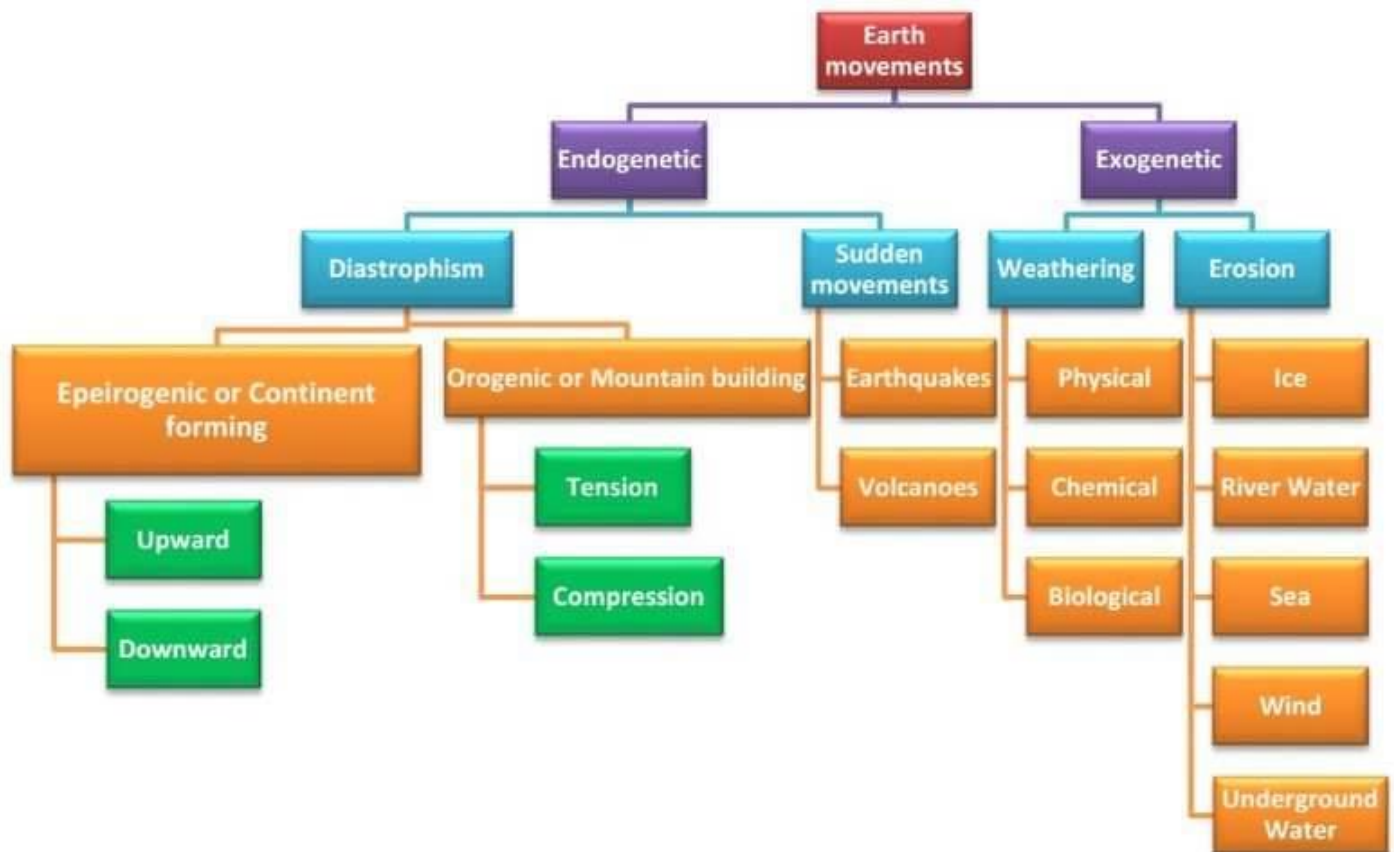 Earth
movements
Endogenetic
Exogenetic
Diastrophism
Sudden
movements
Weathering
Erosion
Epeirogenic or Continent
forming
Orogenic or Mountain building
Earthquakes
Physical
Ice
Tension
Volcanoes
Chemical
River Water
Upward
Compression
Biological
Sea
Downward
Wind
Underground
Water